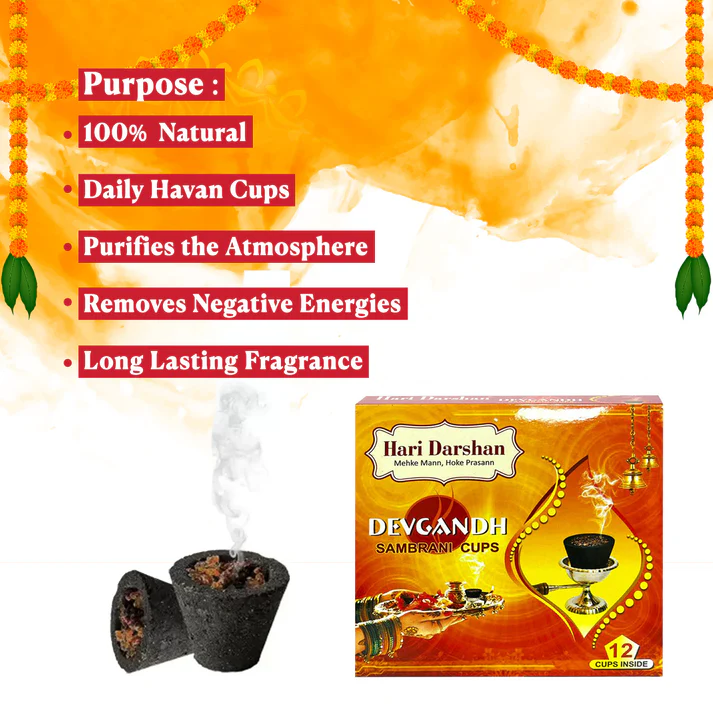 Purpose :
• 100% Natural
• Daily Havan Cups
• Purifies the Atmosphere
• Removes Negative Energies
• Long Lasting Fragrance
Hari Darshan DEVGANDH
Hari Darshan
Mehke Mann, Hoke Prasann
DEVGANDH
SAMBRANI CUPS
12
CUPS INSIDE